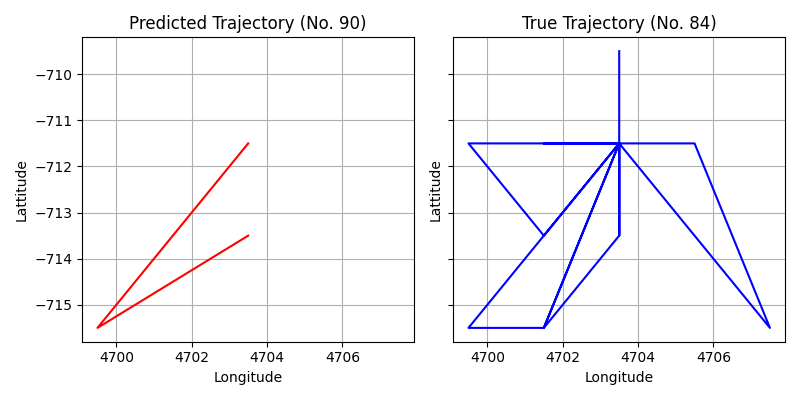 Predicted Trajectory (No. 90)
True Trajectory (No. 84)
−710
−711
−712
−713
−714
−715
Lattitude
Lattitude
4700 4702 4704 4706
4700 4702 4704 4706
Longitude
Longitude